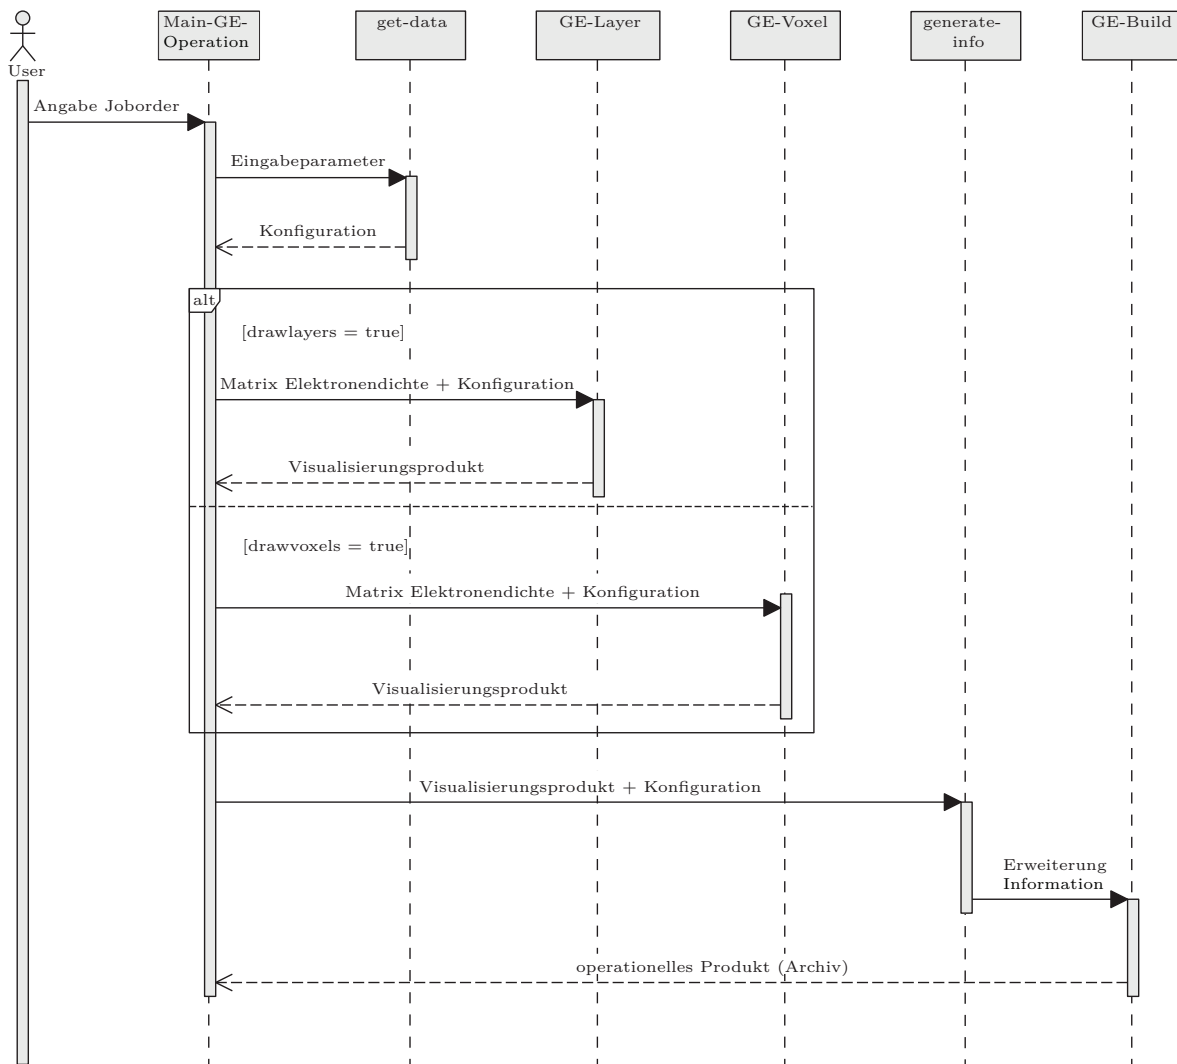 User
Main-GE-
Operation
get-data
GE-Layer
GE-Voxel
generate-
info
GE-Build
Angabe Joborder
Eingabeparameter
Konfiguration
alt
[drawlayers = true]
Matrix Elektronendichte + Konfiguration
Visualisierungsprodukt
[drawvoxels = true]
Matrix Elektronendichte + Konfiguration
Visualisierungsprodukt
Visualisierungsprodukt + Konfiguration
Erweiterung
Information
operationelles Produkt (Archiv)